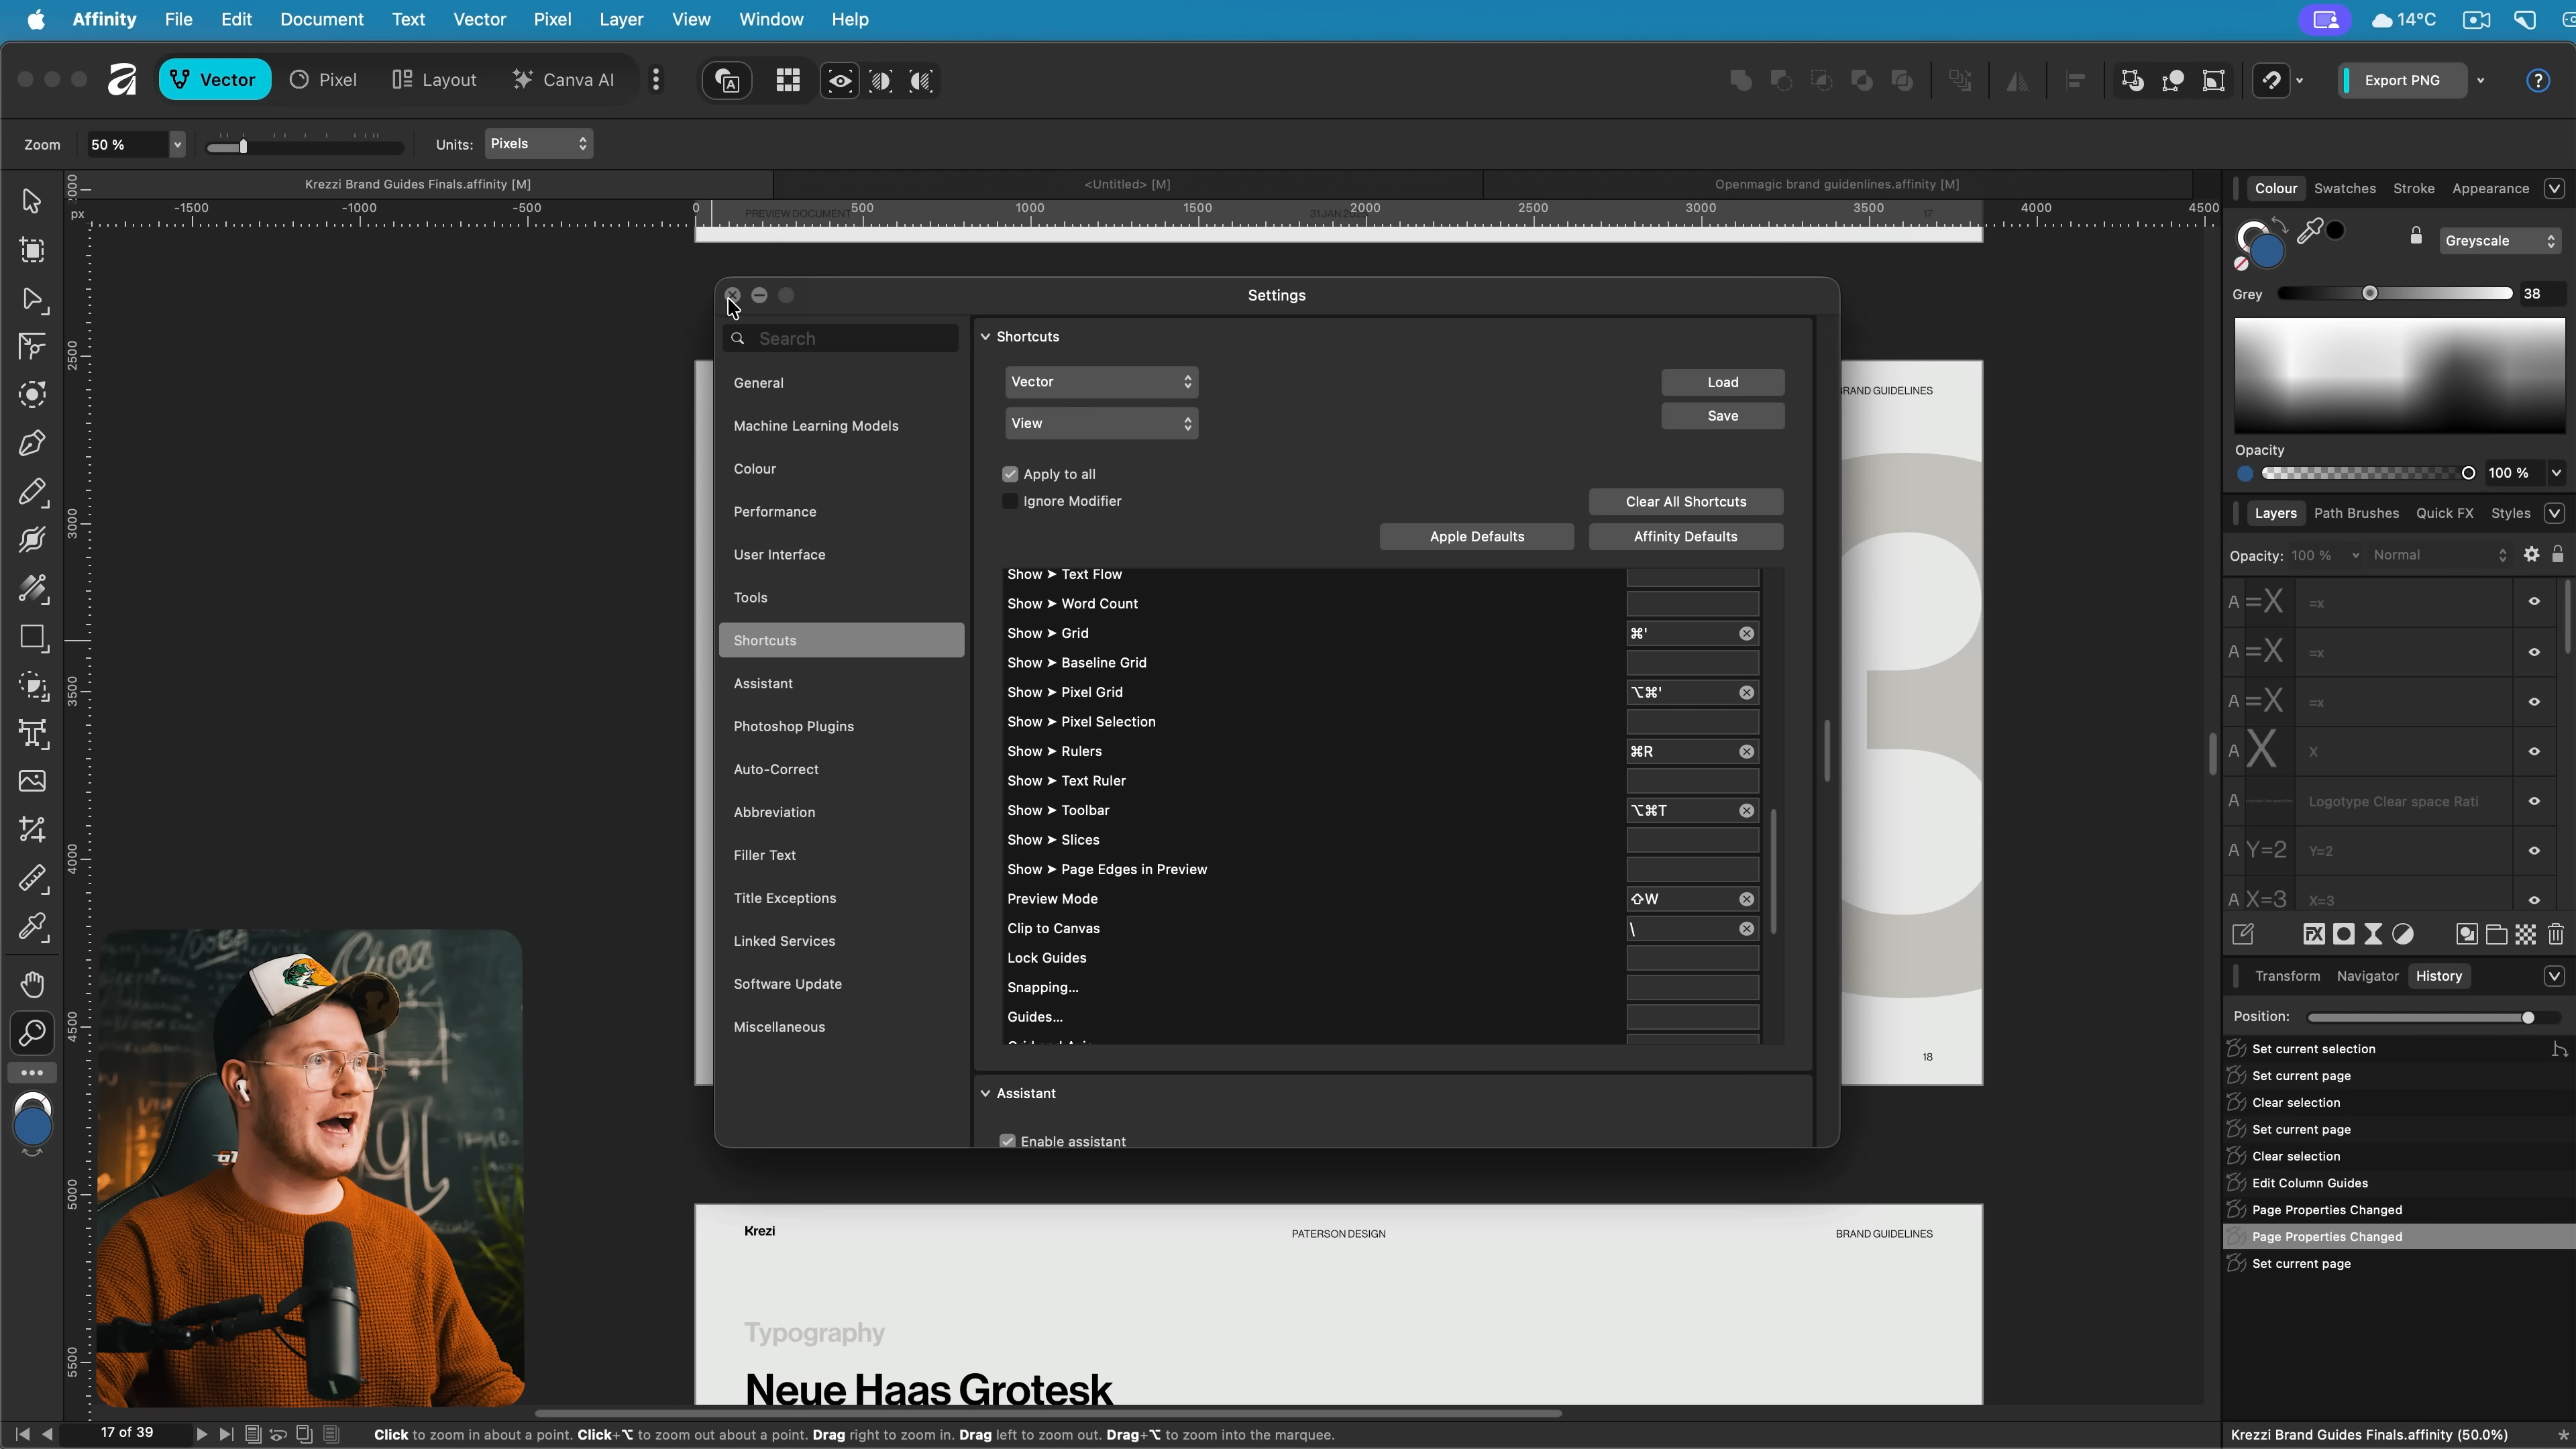 Affinity File Edit Document Text Vector Pixel Layer View Window Help 14°C
Vector Pixel Layout Canva AI Export PNG
Zoom 50 % Units: Pixels
Krezzi Brand Guides Finals.affinity [M] <Untitled> [M] Openmagic brand guidenlines.affinity [M]
px -1500 -1000 -500 0 500 1000 1500 2000 2500 3000 3500 4000 4500
PREVIEW DOCUMENT 17
2500
3000
3500
4000
4500
5000
5500
Settings
Search
General
Machine Learning Models
Colour
Performance
User Interface
Tools
Shortcuts
Assistant
Photoshop Plugins
Auto-Correct
Abbreviation
Filler Text
Title Exceptions
Linked Services
Software Update
Miscellaneous
Shortcuts
Vector Load
View Save
Apply to all
Ignore Modifier Clear All Shortcuts
Apple Defaults Affinity Defaults
Show ➤ Text Flow
Show ➤ Word Count
Show ➤ Grid ⌘'
Show ➤ Baseline Grid
Show ➤ Pixel Grid ⌥⌘'
Show ➤ Pixel Selection
Show ➤ Rulers ⌘R
Show ➤ Text Ruler
Show ➤ Toolbar ⌥⌘T
Show ➤ Slices
Show ➤ Page Edges in Preview
Preview Mode ⇧W
Clip to Canvas \
Lock Guides
Snapping...
Guides...
Assistant
Enable assistant
BRAND GUIDELINES
18
Krezi PATERSON DESIGN BRAND GUIDELINES
Typography
Neue Haas Grotesk
Colour Swatches Stroke Appearance
Greyscale
Grey 38
Opacity
100 %
Layers Path Brushes Quick FX Styles
Opacity: 100 % Normal
A =X =x
A =X =x
A =X =x
A X x
A Logotype Clear space Rati
A Y=2 Y=2
A X=3 X=3
FX
Transform Navigator History
Position:
Set current selection
Set current page
Clear selection
Set current page
Clear selection
Edit Column Guides
Page Properties Changed
Page Properties Changed
Set current page
17 of 39 Click to zoom in about a point. Click+⌥ to zoom out about a point. Drag right to zoom in. Drag left to zoom out. Drag+⌥ to zoom into the marquee.
Krezzi Brand Guides Finals.affinity (50.0%) *